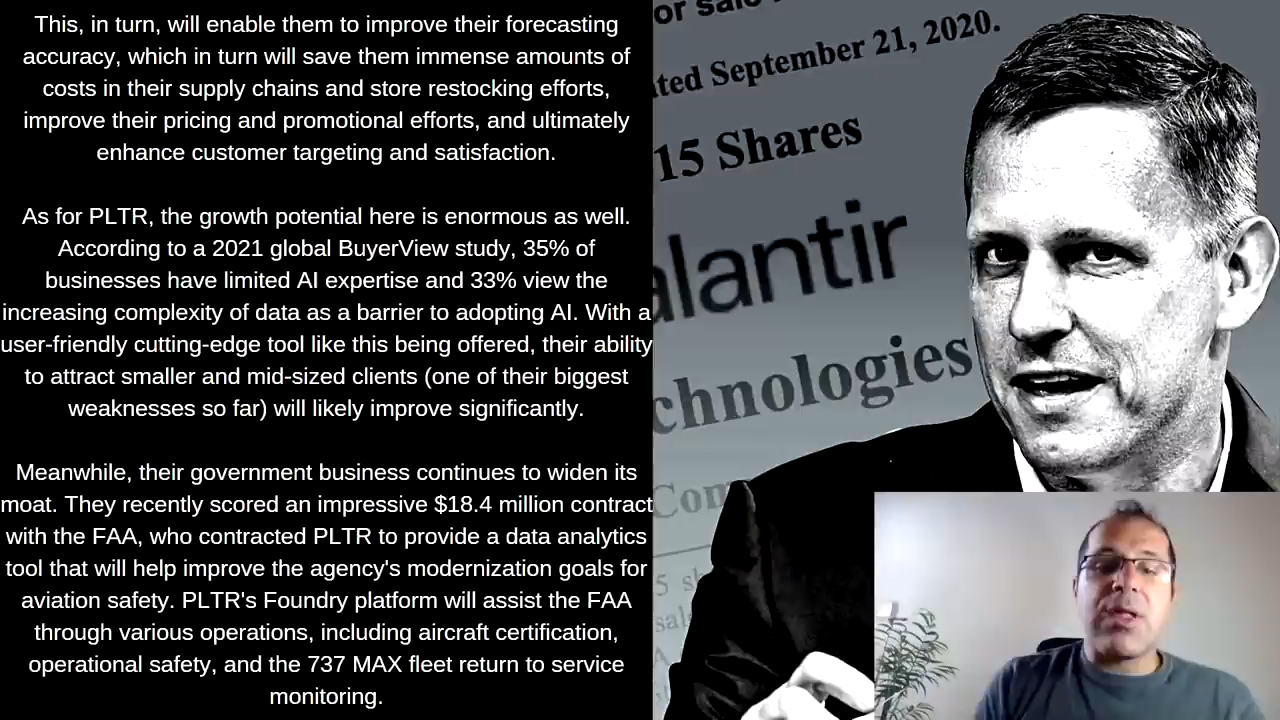 This, in turn, will enable them to improve their forecasting
accuracy, which in turn will save them immense amounts of
costs in their supply chains and store restocking efforts,
improve their pricing and promotional efforts, and ultimately
enhance customer targeting and satisfaction.
As for PLTR, the growth potential here is enormous as well.
According to a 2021 global BuyerView study, 35% of
businesses have limited AI expertise and 33% view the
increasing complexity of data as a barrier to adopting AI. With a
user-friendly cutting-edge tool like this being offered, their ability
to attract smaller and mid-sized clients (one of their biggest
weaknesses so far) will likely improve significantly.
Meanwhile, their government business continues to widen its
moat. They recently scored an impressive $18.4 million contract
with the FAA, who contracted PLTR to provide a data analytics
tool that will help improve the agency's modernization goals for
aviation safety. PLTR's Foundry platform will assist the FAA
through various operations, including aircraft certification,
operational safety, and the 737 MAX fleet return to service
monitoring.
or sale
ted September 21, 2020.
15 Shares
alantir
chnologies
Com